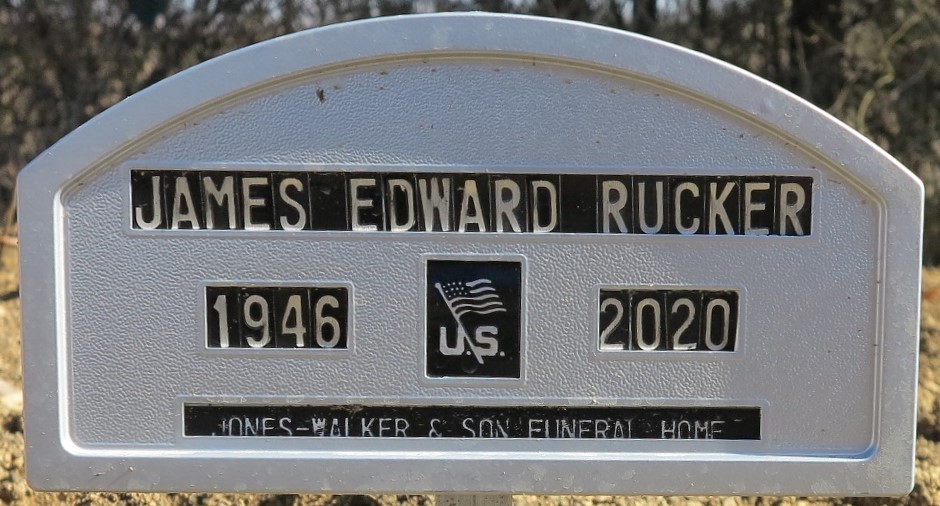 JAMES EDWARD RUCKER
1946 U.S. 2020
JONES-WALKER & SON FUNERAL HOME